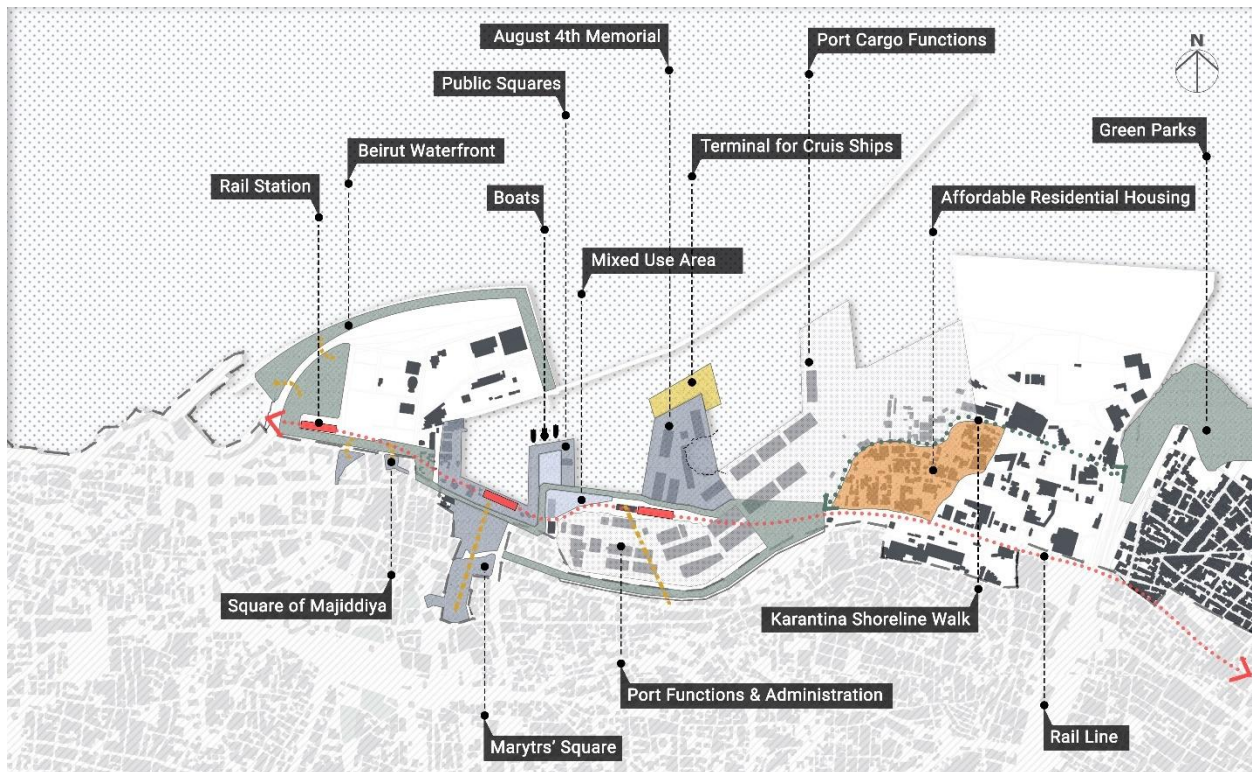 August 4th Memorial
Port Cargo Functions
N
Public Squares
Green Parks
Beirut Waterfront
Terminal for Cruis Ships
Rail Station
Boats
Affordable Residential Housing
Mixed Use Area
Square of Majiddiya
Karantina Shoreline Walk
Port Functions & Administration
Marytrs' Square
Rail Line